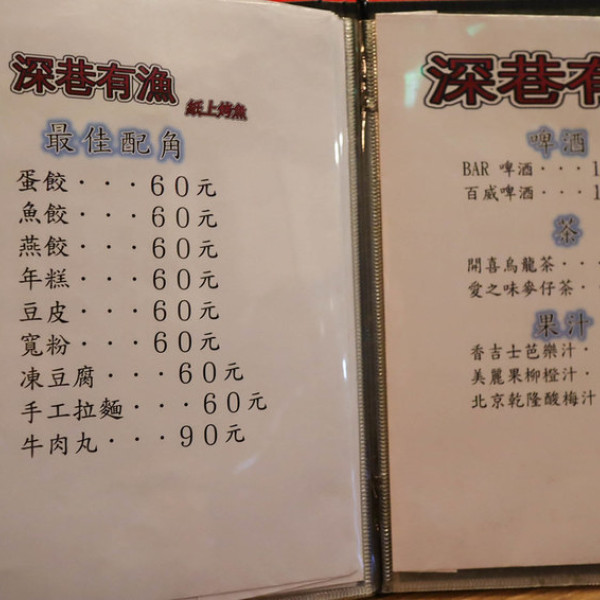 深巷有漁
紙上烤魚
最佳配角
蛋餃・・・60元
魚餃・・・60元
燕餃・・・60元
年糕・・・60元
豆皮・・・60元
寬粉・・・60元
凍豆腐・・・60元
手工拉麵・・・60元
牛肉丸・・・90元
深巷有
啤酒
BAR 啤酒・・・1
百威啤酒・・・1
茶
開喜烏龍茶・・・
愛之味麥仔茶・・
果汁
香吉士芭樂汁・
美麗果柳橙汁・
北京乾隆酸梅汁